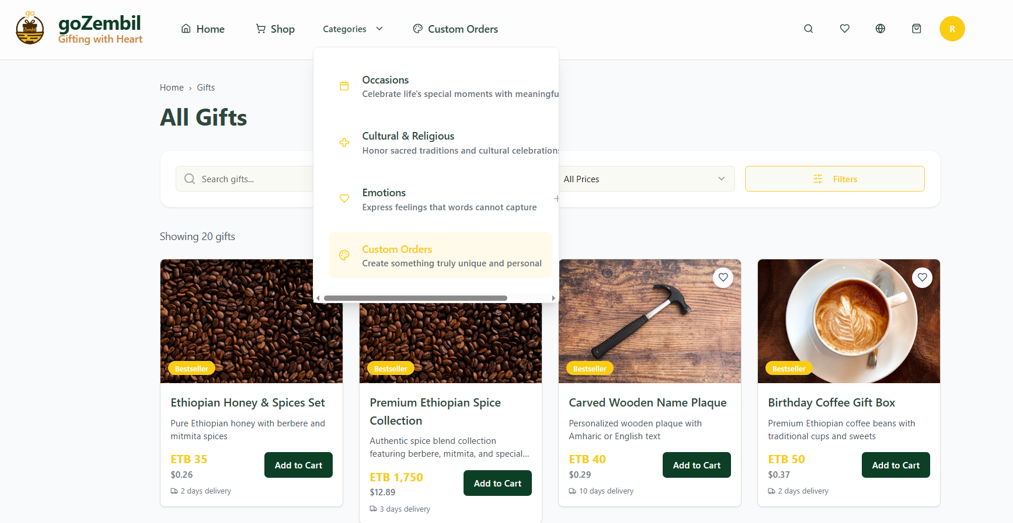 go
goZembil
Gifting with Heart
Home
Shop
Categories
Custom Orders
R
Home › Gifts
All Gifts
Occasions
Celebrate life's special moments with meaningfu
Cultural & Religious
Honor sacred traditions and cultural celebrations
Emotions
Express feelings that words cannot capture
Custom Orders
Create something truly unique and personal
Search gifts...
All Prices
Filters
Showing 20 gifts
Bestseller
Ethiopian Honey & Spices Set
Pure Ethiopian honey with berbere and
mitmita spices
ETB 35
$0.26
Add to Cart
2 days delivery
Bestseller
Premium Ethiopian Spice
Collection
Authentic spice blend collection
featuring berbere, mitmita, and special...
ETB 1,750
$12.89
Add to Cart
3 days delivery
Bestseller
Carved Wooden Name Plaque
Personalized wooden plaque with
Amharic or English text
ETB 40
$0.29
Add to Cart
10 days delivery
Bestseller
Birthday Coffee Gift Box
Premium Ethiopian coffee beans with
traditional cups and sweets
ETB 50
$0.37
Add to Cart
2 days delivery